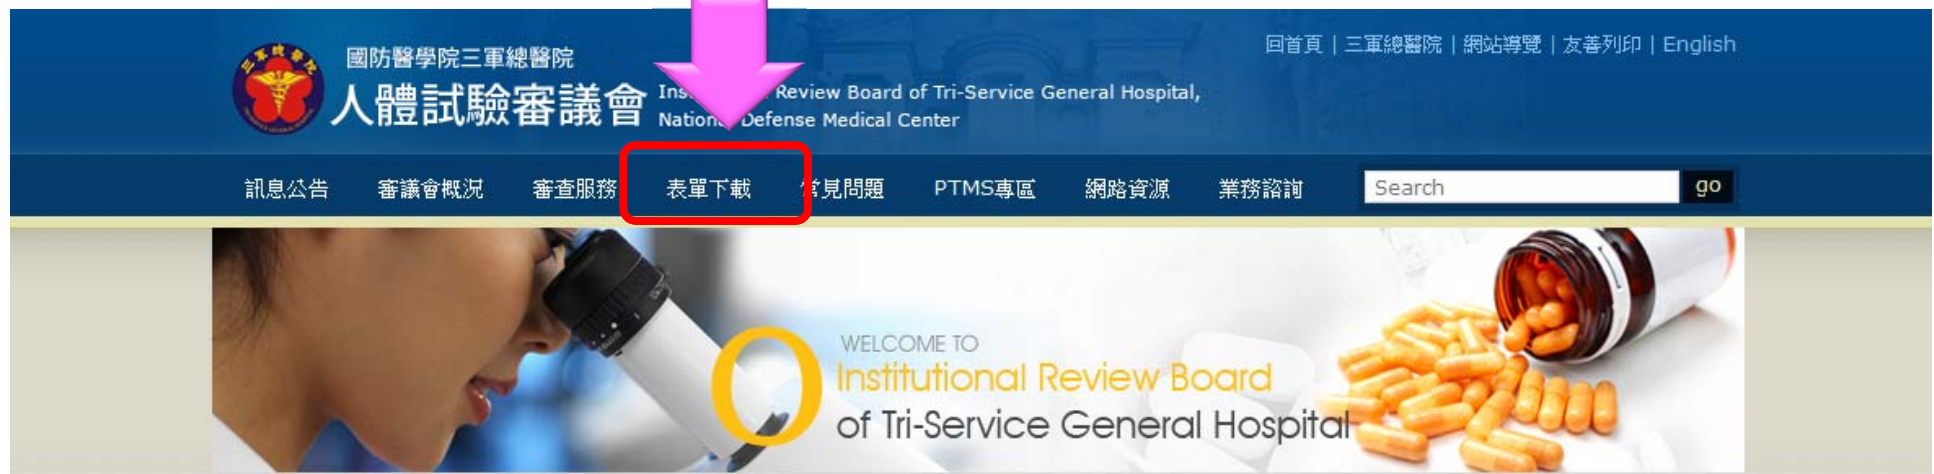 回首頁 | 三軍總醫院 | 網站導覽 | 友善列印 | English
國防醫學院三軍總醫院
人體試驗審議會
Review Board of Tri-Service General Hospital,
Defense Medical Center
訊息公告 審議會概況 審查服務 表單下載 常見問題 PTMS專區 網路資源 業務諮詢 Search go
WELCOME TO
Institutional Review Board
of Tri-Service General Hospital